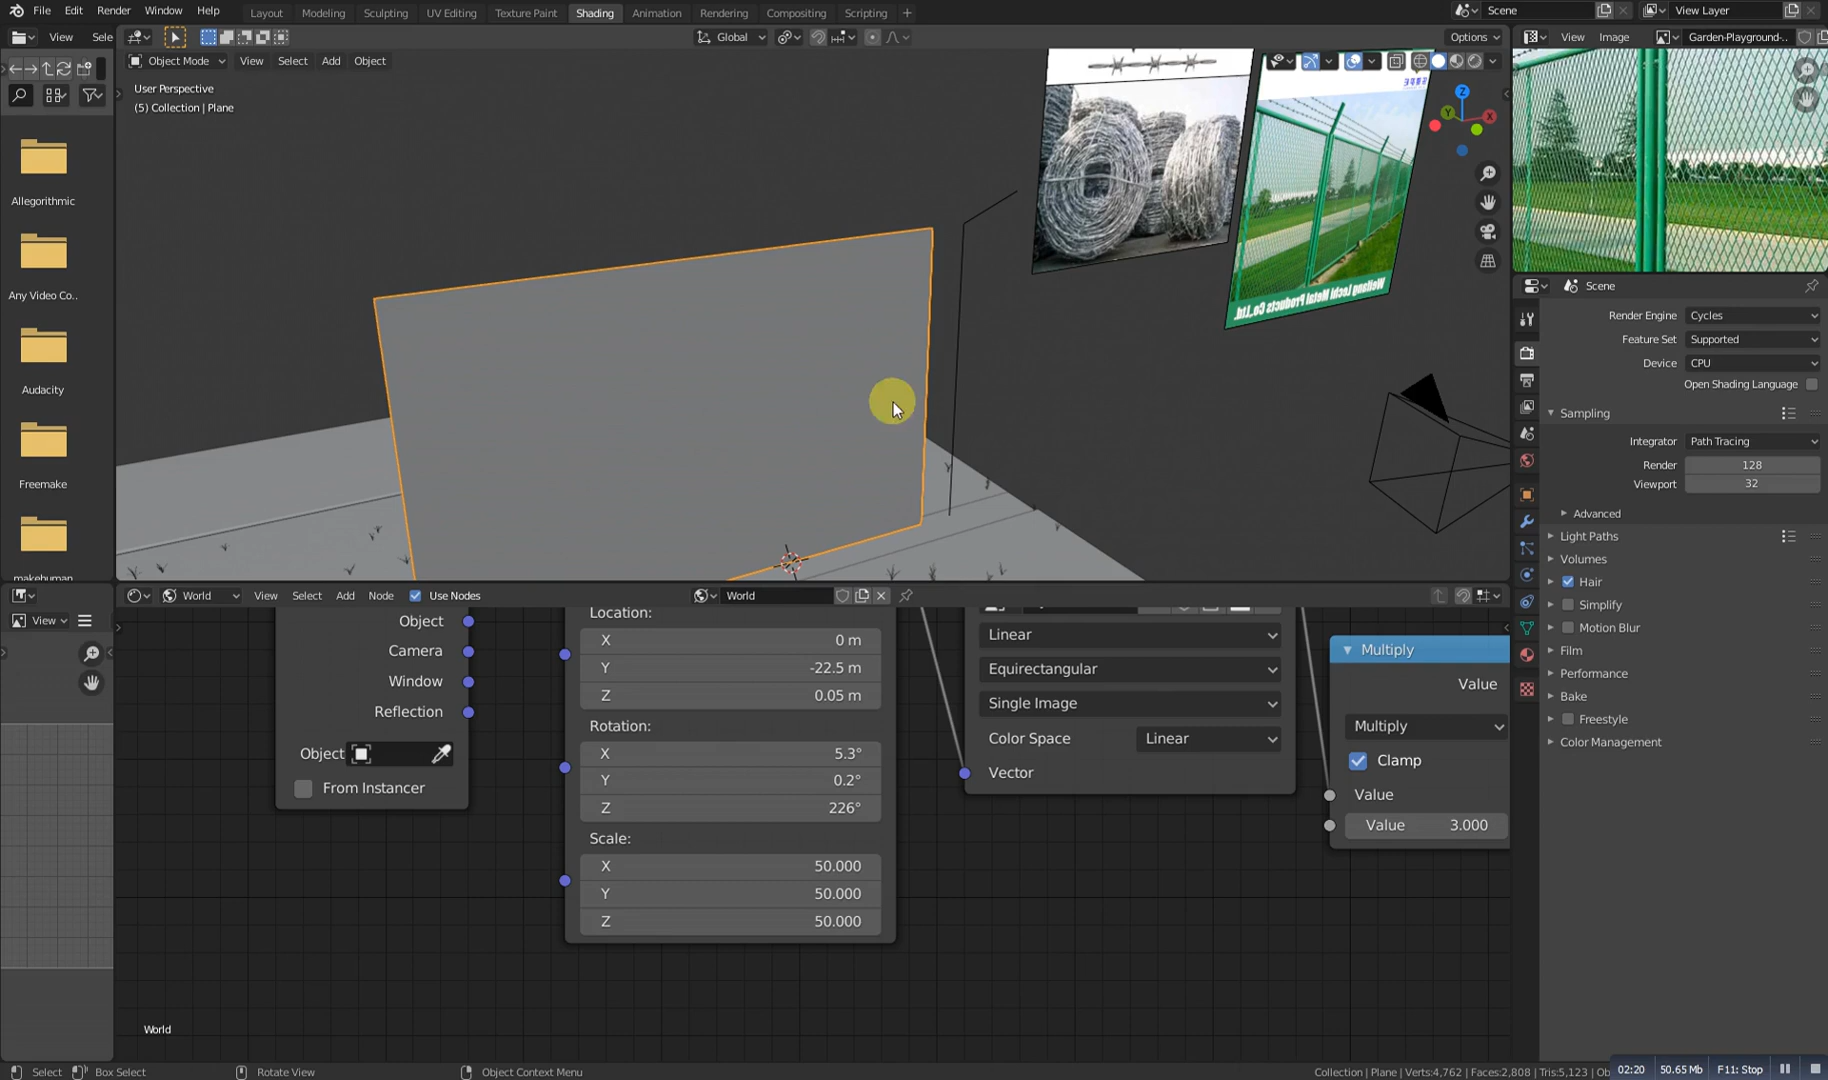 File Edit Render Window Help Layout Modeling Sculpting UV Editing Texture Paint Shading Animation Rendering Compositing Scripting + Scene View Layer
View Sele Global Options View Image Garden-Playground-..
Object Mode View Select Add Object
User Perspective
(5) Collection | Plane
Allegorithmic
Any Video Co..
Audacity
Freemake
makehuman
Z
Y
X
Weifang Lechi Metal Products Co.,Ltd.
Scene
Render Engine Cycles
Feature Set Supported
Device CPU
Open Shading Language
Sampling
Integrator Path Tracing
Render 128
Viewport 32
Advanced
Light Paths
Volumes
Hair
Simplify
Motion Blur
Film
Performance
Bake
Freestyle
Color Management
View
World View Select Add Node Use Nodes World
Object
Camera
Window
Reflection
Object
From Instancer
Location:
X 0 m
Y -22.5 m
Z 0.05 m
Rotation:
X 5.3°
Y 0.2°
Z 226°
Scale:
X 50.000
Y 50.000
Z 50.000
Linear
Equirectangular
Single Image
Color Space Linear
Vector
Multiply
Value
Multiply
Clamp
Value
Value 3.000
World
Select Box Select Rotate View Object Context Menu Collection | Plane | Verts:4,762 | Faces:2,808 | Tris:5,123 | Ob
02:20 50.65 Mb F11: Stop